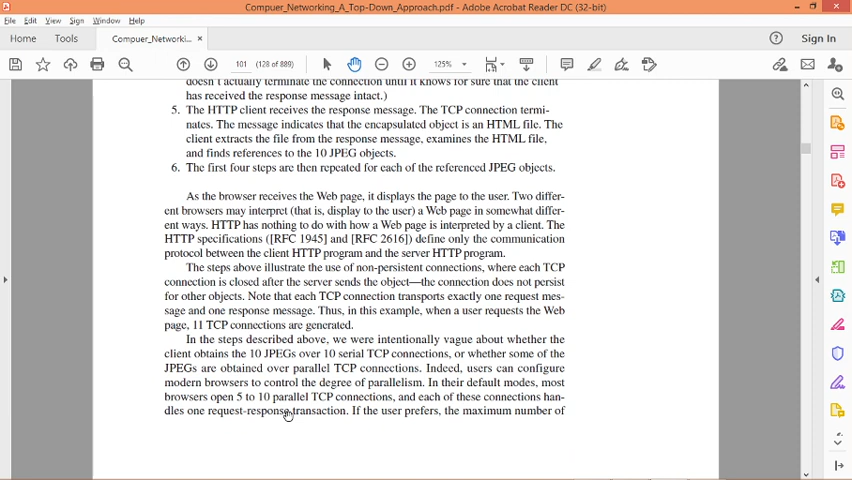 Compuer_Networking_A_Top-Down_Approach.pdf - Adobe Acrobat Reader DC (32-bit)
File Edit View Sign Window Help
Home Tools Compuer_Networki... × Sign In
101 (128 of 889) 125%
doesn't actually terminate the connection until it knows for sure that the client
has received the response message intact.)
5. The HTTP client receives the response message. The TCP connection termi-
nates. The message indicates that the encapsulated object is an HTML file. The
client extracts the file from the response message, examines the HTML file,
and finds references to the 10 JPEG objects.
6. The first four steps are then repeated for each of the referenced JPEG objects.
As the browser receives the Web page, it displays the page to the user. Two differ-
ent browsers may interpret (that is, display to the user) a Web page in somewhat differ-
ent ways. HTTP has nothing to do with how a Web page is interpreted by a client. The
HTTP specifications ([RFC 1945] and [RFC 2616]) define only the communication
protocol between the client HTTP program and the server HTTP program.
The steps above illustrate the use of non-persistent connections, where each TCP
connection is closed after the server sends the object—the connection does not persist
for other objects. Note that each TCP connection transports exactly one request mes-
sage and one response message. Thus, in this example, when a user requests the Web
page, 11 TCP connections are generated.
In the steps described above, we were intentionally vague about whether the
client obtains the 10 JPEGs over 10 serial TCP connections, or whether some of the
JPEGs are obtained over parallel TCP connections. Indeed, users can configure
modern browsers to control the degree of parallelism. In their default modes, most
browsers open 5 to 10 parallel TCP connections, and each of these connections han-
dles one request-response transaction. If the user prefers, the maximum number of